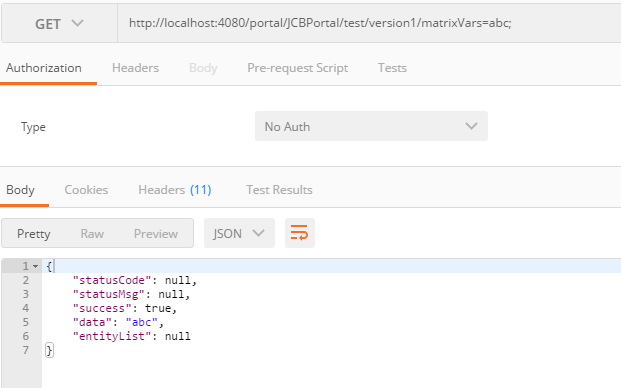 GET http://localhost:4080/portal/JCBPortal/test/version1/matrixVars=abc;
Authorization Headers Body Pre-request Script Tests
Type No Auth
Body Cookies Headers (11) Test Results
Pretty Raw Preview JSON
1 {
2 "statusCode": null,
3 "statusMsg": null,
4 "success": true,
5 "data": "abc",
6 "entityList": null
7 }